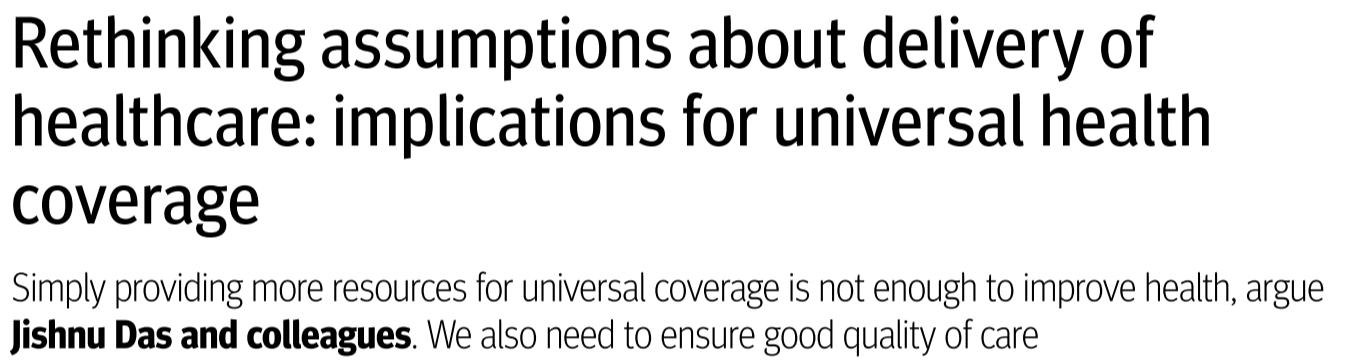 Rethinking assumptions about delivery of
healthcare: implications for universal health
coverage
Simply providing more resources for universal coverage is not enough to improve health, argue
Jishnu Das and colleagues. We also need to ensure good quality of care